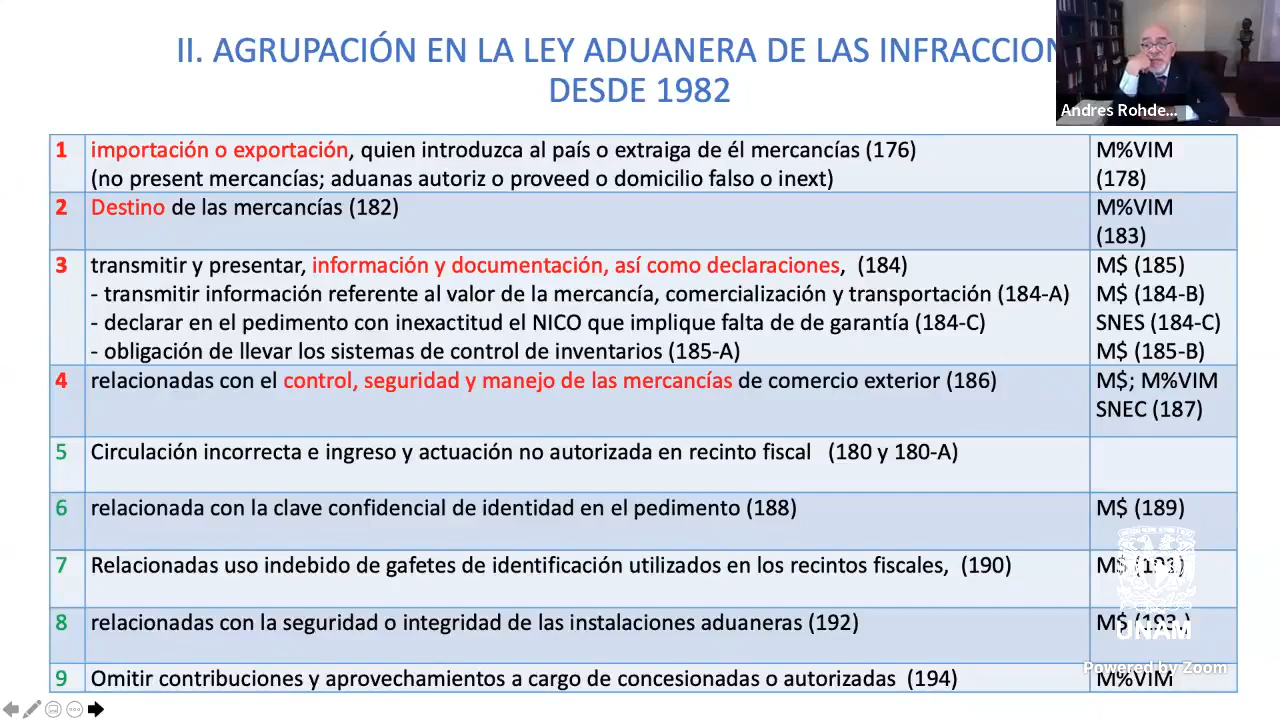 II. AGRUPACIÓN EN LA LEY ADUANERA DE LAS
DESDE 1982
Andres Rohde...
1 importación o exportación, quien introduzca al país o extraiga de él mercancías (176) M%VIM
(no present mercancías; aduanas autoriz o proveed o domicilio falso o inext) (178)
2 Destino de las mercancías (182) M%VIM
(183)
3 transmitir y presentar, información y documentación, así como declaraciones, (184) M$ (185)
- transmitir información referente al valor de la mercancía, comercialización y transportación (184-A) M$ (184-B)
- declarar en el pedimento con inexactitud el NICO que implique falta de de garantía (184-C) SNES (184-C)
- obligación de llevar los sistemas de control de inventarios (185-A) M$ (185-B)
4 relacionadas con el control, seguridad y manejo de las mercancías de comercio exterior (186) M$; M%VIM
SNEC (187)
5 Circulación incorrecta e ingreso y actuación no autorizada en recinto fiscal (180 y 180-A)
6 relacionada con la clave confidencial de identidad en el pedimento (188) M$ (189)
7 Relacionadas uso indebido de gafetes de identificación utilizados en los recintos fiscales, (190) M$
8 relacionadas con la seguridad o integridad de las instalaciones aduaneras (192) M$
UNAM
Powered by Zoom
9 Omitir contribuciones y aprovechamientos a cargo de concesionadas o autorizadas (194) M%VIM